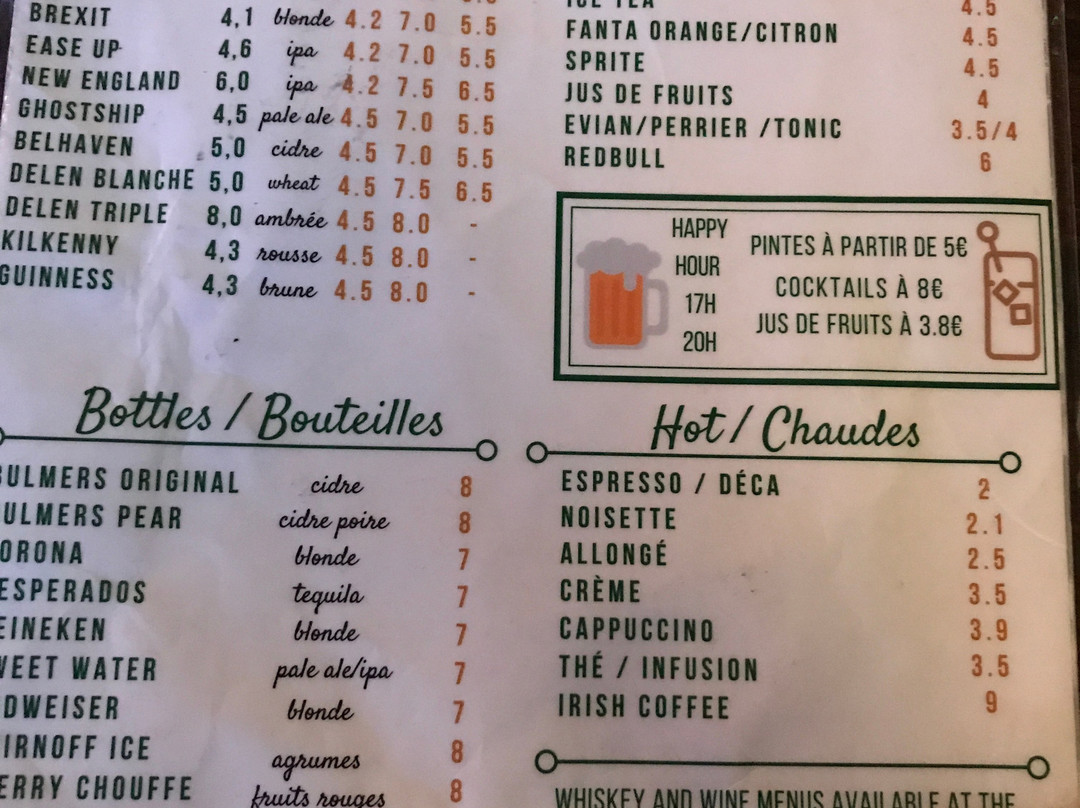 BREXIT 4,1 blonde 4.2 7.0 5.5
EASE UP 4,6 ipa 4.2 7.0 5.5
NEW ENGLAND 6,0 ipa 4.2 7.5 6.5
GHOSTSHIP 4,5 pale ale 4.5 7.0 5.5
BELHAVEN 5,0 cidre 4.5 7.0 5.5
DELEN BLANCHE 5,0 wheat 4.5 7.5 6.5
DELEN TRIPLE 8,0 ambrée 4.5 8.0 -
KILKENNY 4,3 rousse 4.5 8.0 -
GUINNESS 4,3 brune 4.5 8.0 -
Bottles / Bouteilles
BULMERS ORIGINAL cidre 8
ULMERS PEAR cidre poire 8
ORONA blonde 7
ESPERADOS tequila 7
EINEKEN blonde 7
WEET WATER pale ale/ipa 7
DWEISER blonde 7
IRNOFF ICE agrumes 8
ERRY CHOUFFE fruits rouges 8
ICE TEA 4.5
FANTA ORANGE/CITRON 4.5
SPRITE 4.5
JUS DE FRUITS 4
EVIAN/PERRIER /TONIC 3.5/4
REDBULL 6
HAPPY
HOUR
17H
20H
PINTES À PARTIR DE 5€
COCKTAILS À 8€
JUS DE FRUITS À 3.8€
Hot / Chaudes
ESPRESSO / DÉCA 2
NOISETTE 2.1
ALLONGÉ 2.5
CRÈME 3.5
CAPPUCCINO 3.9
THÉ / INFUSION 3.5
IRISH COFFEE 9
WHISKEY AND WINE MENUS AVAILABLE AT THE